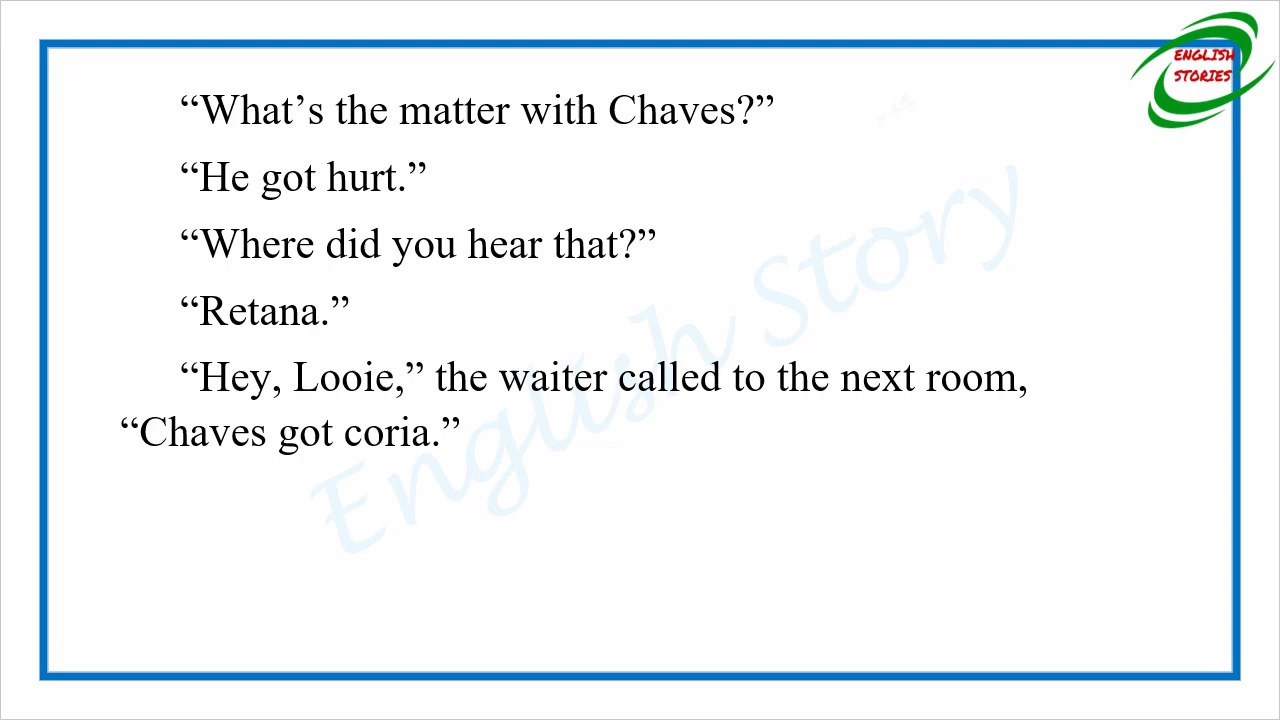 ENGLISH
STORIES
“What’s the matter with Chaves?”
“He got hurt.”
“Where did you hear that?”
“Retana.”
“Hey, Looie,” the waiter called to the next room,
“Chaves got coria.”
English Story